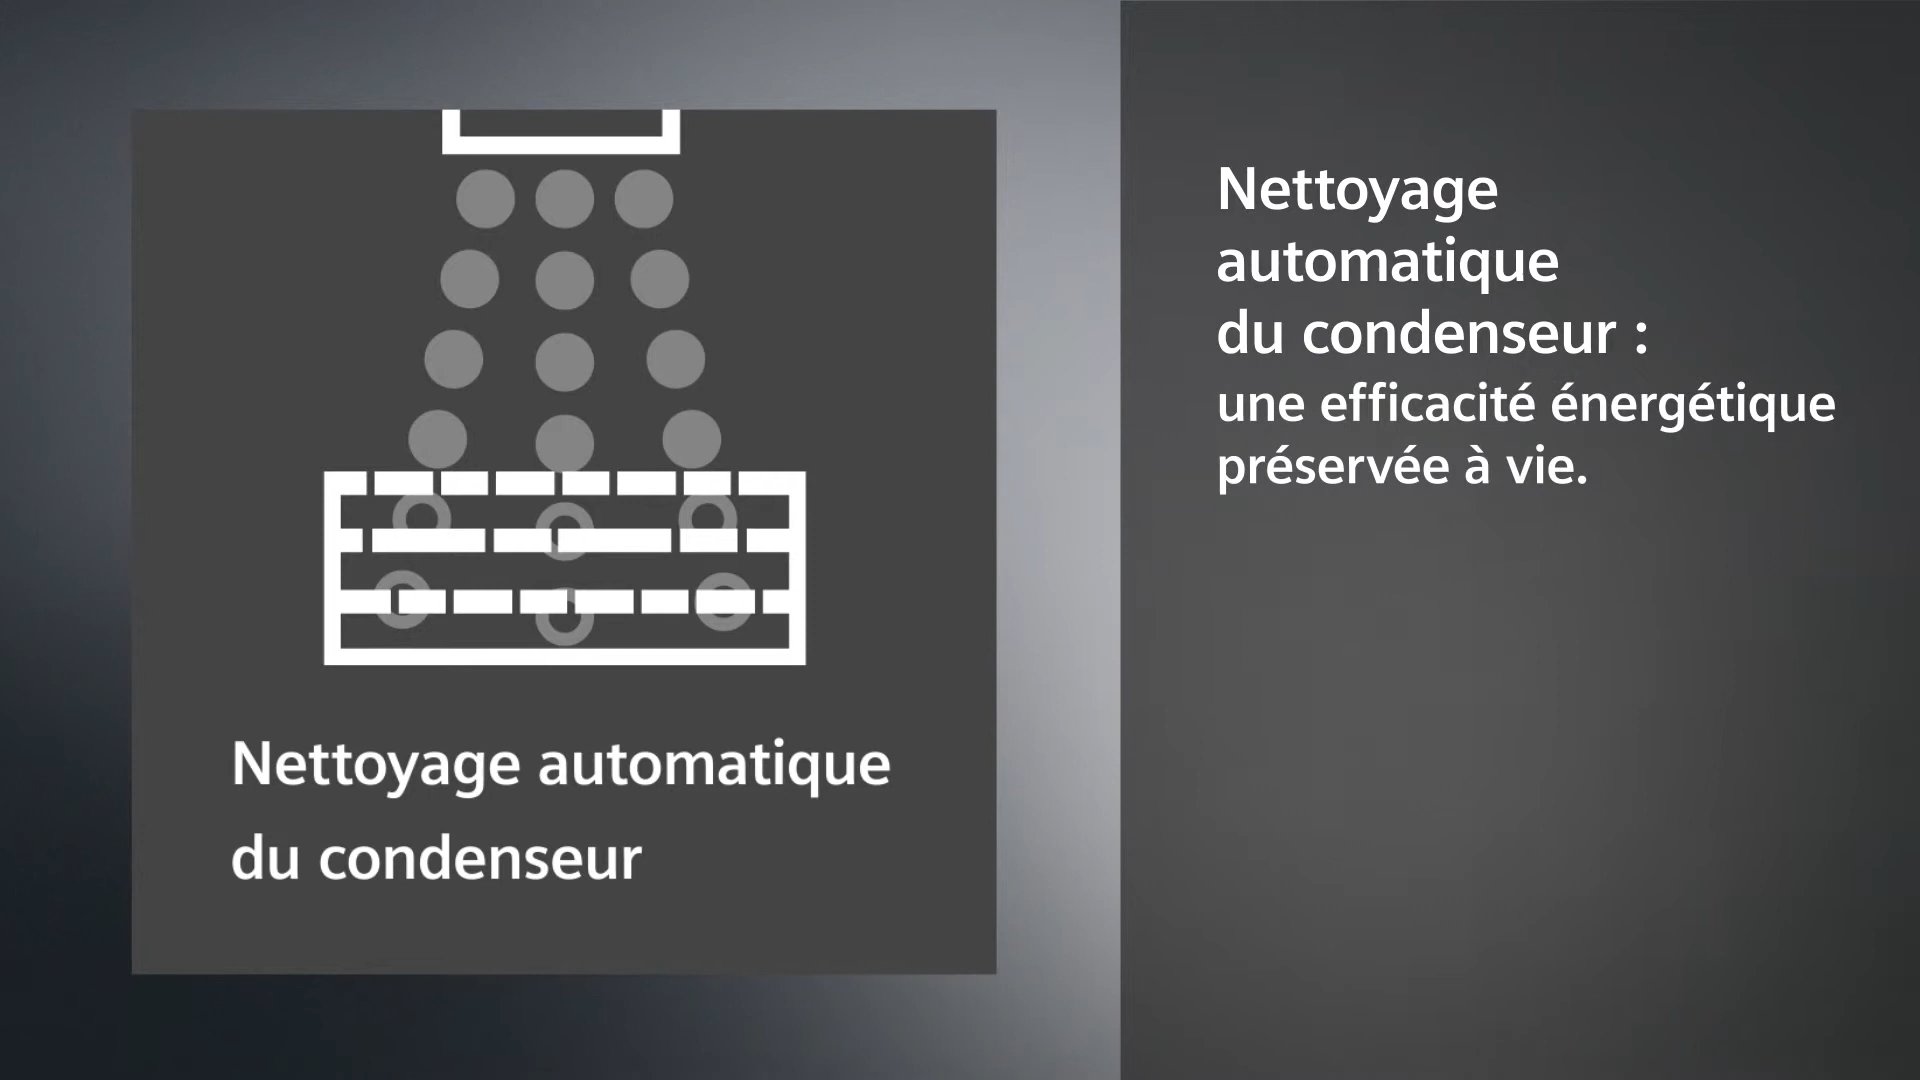 Nettoyage automatique
du condenseur
Nettoyage
automatique
du condenseur :
une efficacité énergétique
préservée à vie.